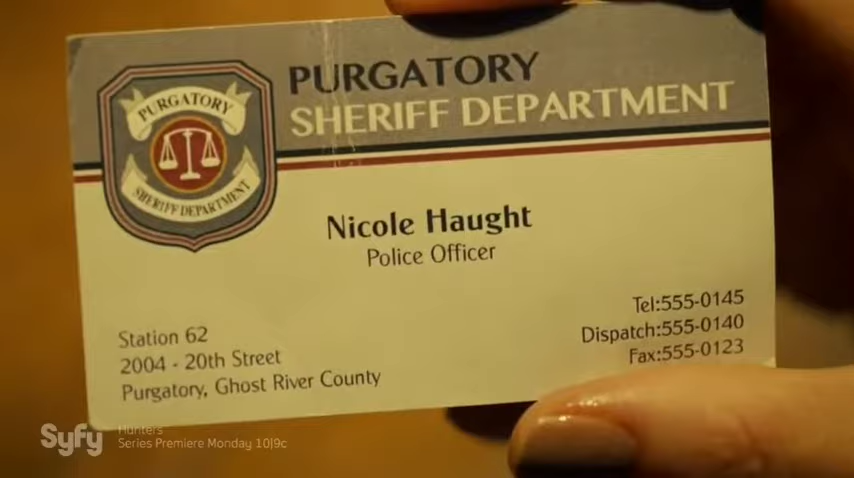 PURGATORY
SHERIFF DEPARTMENT
PURGATORY
SHERIFF DEPARTMENT
Nicole Haught
Police Officer
Station 62
2004 - 20th Street
Purgatory, Ghost River County
Tel:555-0145
Dispatch:555-0140
Fax:555-0123
Syfy
Hunters
Series Premiere Monday 10|9c